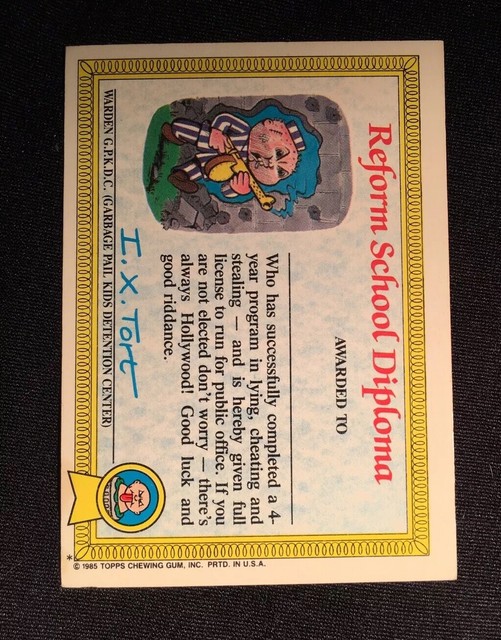 Reform School Diploma
AWARDED TO
Who has successfully completed a 4-
year program in lying, cheating and
stealing — and is hereby given full
license to run for public office. If you
are not elected don't worry — there's
always Hollywood! Good luck and
good riddance.
I. X. Tort
WARDEN G.P.K.D.C. (GARBAGE PAIL KIDS DETENTION CENTER)
* © 1985 TOPPS CHEWING GUM, INC. PRTD. IN U.S.A.